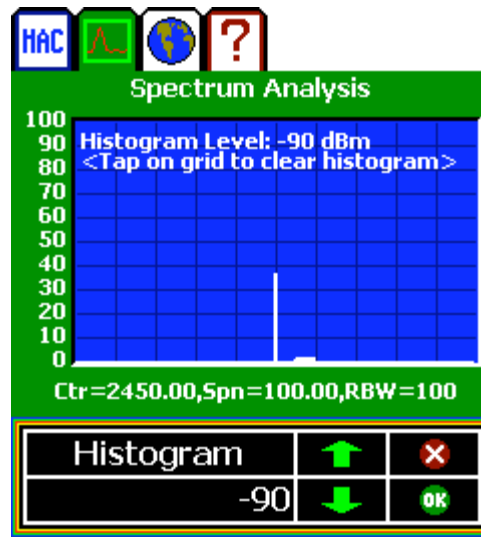 MAC
?
Spectrum Analysis
100
90
80
70
60
50
40
30
20
10
0
Histogram Level: -90 dBm
<Tap on grid to clear histogram>
Ctr=2450.00,Spn=100.00,RBW=100
Histogram
-90
OK